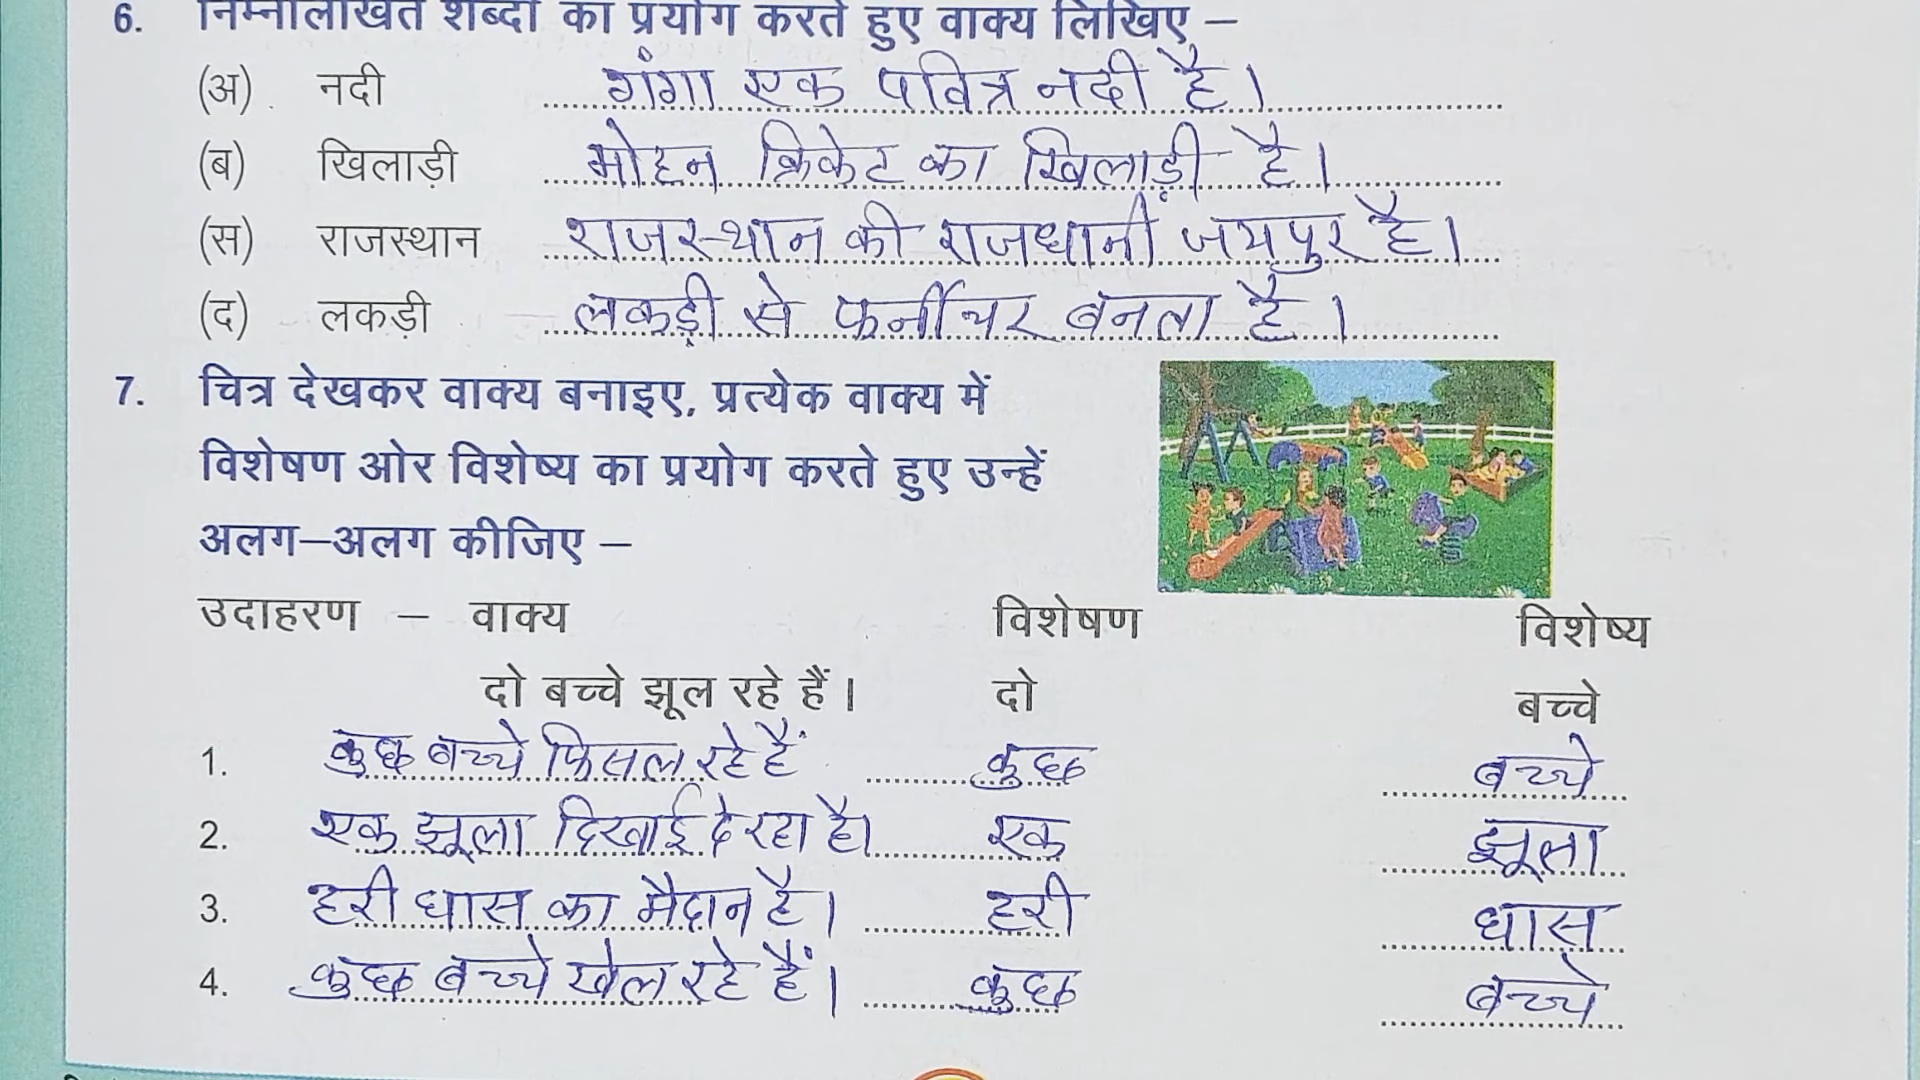 6. निम्नलिखित शब्दों का प्रयोग करते हुए वाक्य लिखिए –
(अ). नदी गंगा एक पवित्र नदी है।
(ब) खिलाड़ी मोहन क्रिकेट का खिलाड़ी है।
(स) राजस्थान राजस्थान की राजधानी जयपुर है।
(द) लकड़ी लकड़ी से फर्नीचर बनता है।
7. चित्र देखकर वाक्य बनाइए, प्रत्येक वाक्य में
विशेषण ओर विशेष्य का प्रयोग करते हुए उन्हें
अलग–अलग कीजिए –
उदाहरण – वाक्य विशेषण विशेष्य
दो बच्चे झूल रहे हैं। दो बच्चे
1. कुछ बच्चे फिसल रहे हैं कुछ बच्चे
2. एक झूला दिखाई दे रहा है। एक झूला
3. हरी घास का मैदान है। हरी घास
4. कुछ बच्चे खेल रहे हैं। कुछ बच्चे